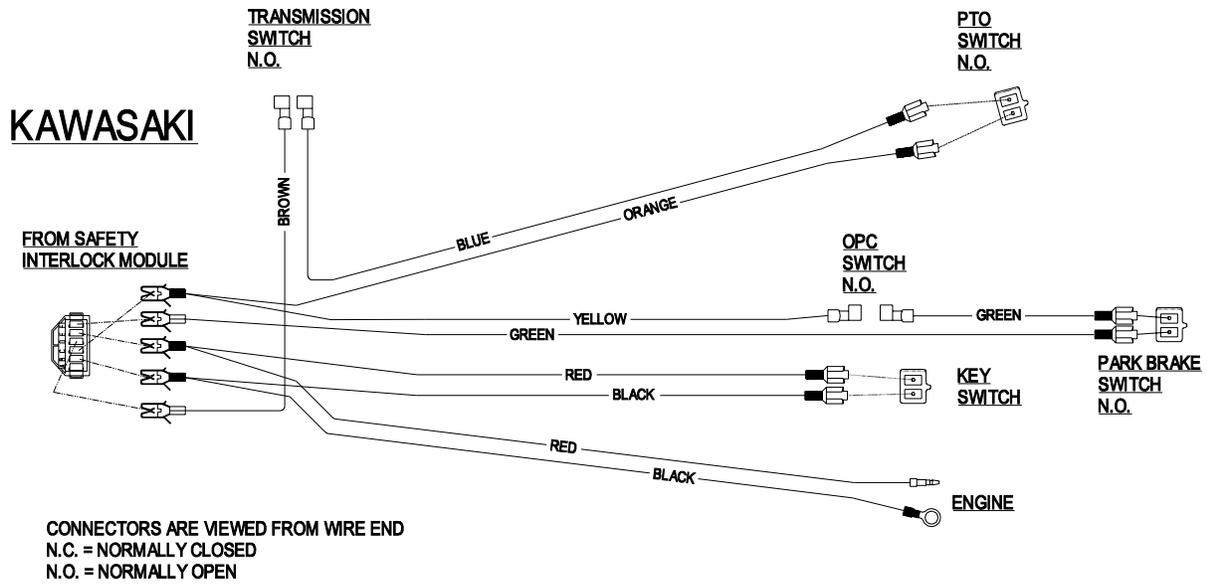 TRANSMISSION
SWITCH
N.O.
PTO
SWITCH
N.O.
KAWASAKI
BROWN
ORANGE
BLUE
FROM SAFETY
INTERLOCK MODULE
OPC
SWITCH
N.O.
YELLOW
GREEN
GREEN
PARK BRAKE
SWITCH
N.O.
RED
BLACK
KEY
SWITCH
RED
BLACK
ENGINE
CONNECTORS ARE VIEWED FROM WIRE END
N.C. = NORMALLY CLOSED
N.O. = NORMALLY OPEN